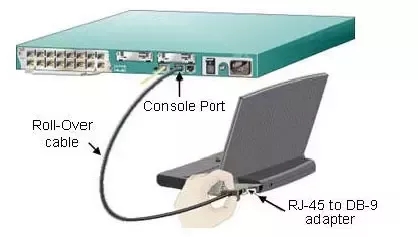 Console Port
Roll-Over
cable
RJ-45 to DB-9
adapter